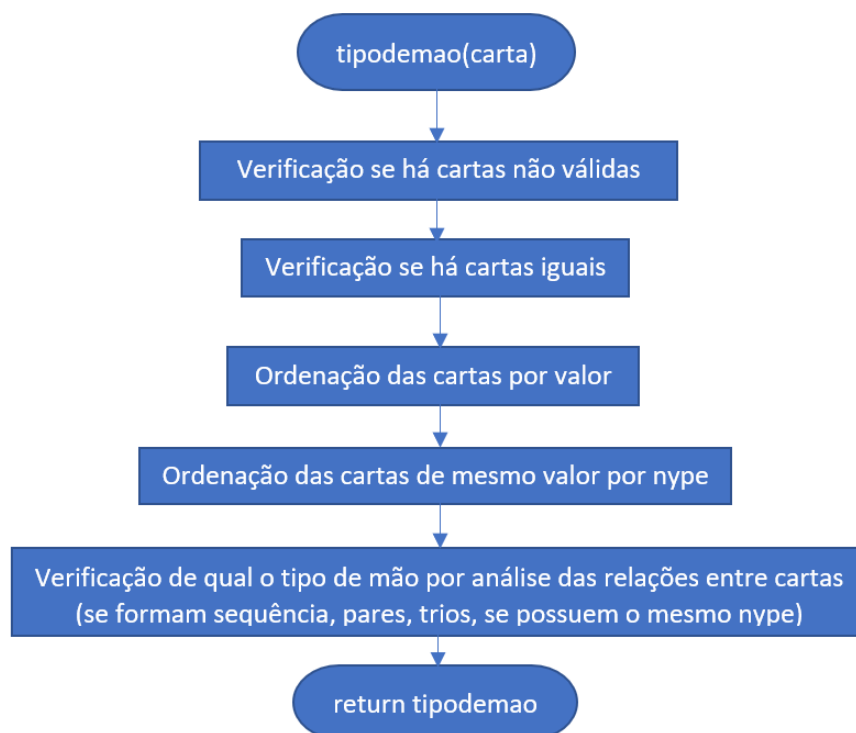 tipodemao(carta)
Verificação se há cartas não válidas
Verificação se há cartas iguais
Ordenação das cartas por valor
Ordenação das cartas de mesmo valor por nype
Verificação de qual o tipo de mão por análise das relações entre cartas
(se formam sequência, pares, trios, se possuem o mesmo nype)
return tipodemao